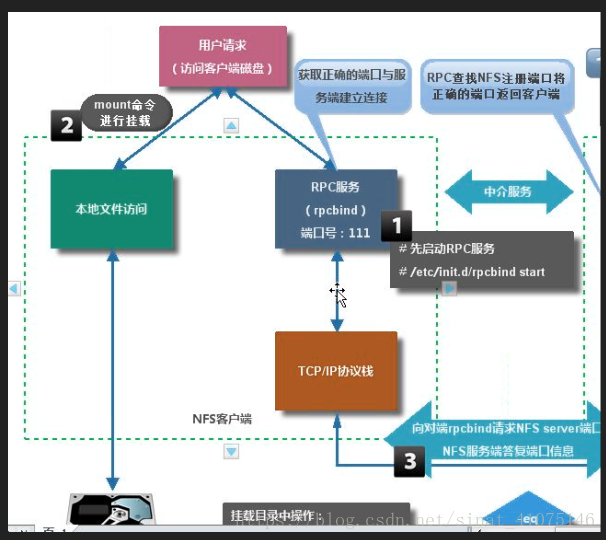 用户请求
（访问客户端磁盘）
获取正确的端口与服
务端建立连接
RPC查找NFS注册端口将
正确的端口返回客户端
mount命令
进行挂载
2
本地文件访问
RPC服务
（rpcbind）
端口号：111
1
中介服务
#先启动RPC服务
# /etc/init.d/rpcbind start
TCP/IP协议栈
NFS客户端
向对端rpcbind请求NFS server端口
NFS服务端答复端口信息
3
挂载目录中操作：
eq